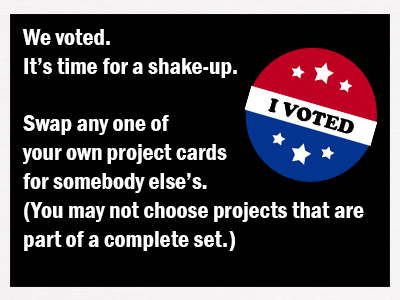 We voted.
It's time for a shake-up.
I VOTED
Swap any one of
your own project cards
for somebody else's.
(You may not choose projects that are
part of a complete set.)